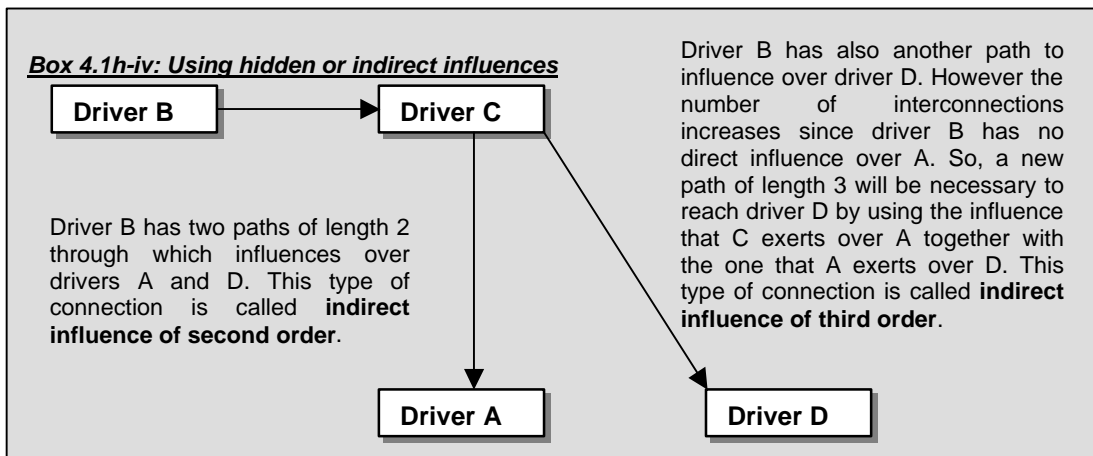 Box 4.1h-iv: Using hidden or indirect influences
Driver B
Driver C
Driver B has two paths of length 2
through which influences over
drivers A and D. This type of
connection is called indirect
influence of second order.
Driver A
Driver D
Driver B has also another path to
influence over driver D. However the
number of interconnections
increases since driver B has no
direct influence over A. So, a new
path of length 3 will be necessary to
reach driver D by using the influence
that C exerts over A together with
the one that A exerts over D. This
type of connection is called indirect
influence of third order.